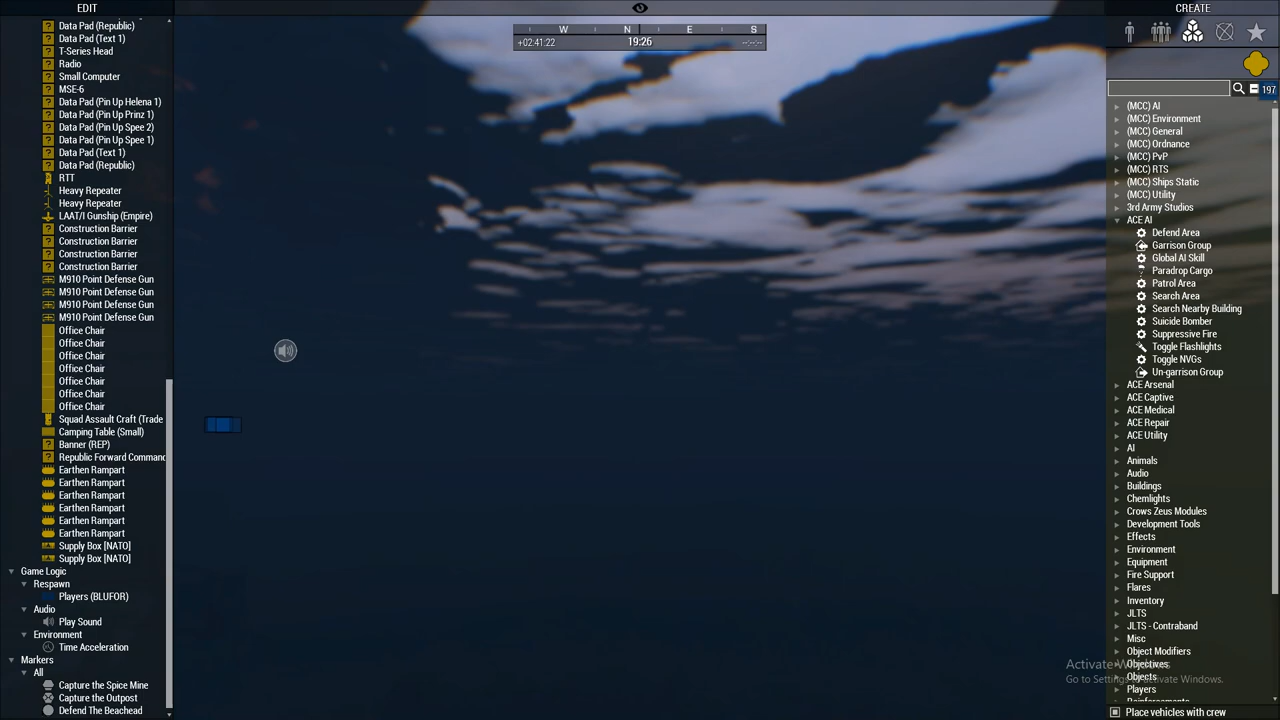 EDIT
Data Pad (Republic)
Data Pad (Text 1)
T-Series Head
Radio
Small Computer
MSE-6
Data Pad (Pin Up Helena 1)
Data Pad (Pin Up Prinz 1)
Data Pad (Pin Up Spee 2)
Data Pad (Pin Up Spee 1)
Data Pad (Text 1)
Data Pad (Republic)
RTT
Heavy Repeater
Heavy Repeater
LAAT/I Gunship (Empire)
Construction Barrier
Construction Barrier
Construction Barrier
Construction Barrier
M910 Point Defense Gun
M910 Point Defense Gun
M910 Point Defense Gun
M910 Point Defense Gun
Office Chair
Office Chair
Office Chair
Office Chair
Office Chair
Office Chair
Office Chair
Squad Assault Craft (Trade
Camping Table (Small)
Banner (REP)
Republic Forward Command
Earthen Rampart
Earthen Rampart
Earthen Rampart
Earthen Rampart
Earthen Rampart
Earthen Rampart
Supply Box [NATO]
Supply Box [NATO]
Game Logic
Respawn
Players (BLUFOR)
Audio
Play Sound
Environment
Time Acceleration
Markers
All
Capture the Spice Mine
Capture the Outpost
Defend The Beachead
W N E S
+02:41:22 19:26 --:--:--
CREATE
197
(MCC) AI
(MCC) Environment
(MCC) General
(MCC) Ordnance
(MCC) PvP
(MCC) RTS
(MCC) Ships Static
(MCC) Utility
3rd Army Studios
ACE AI
Defend Area
Garrison Group
Global AI Skill
Paradrop Cargo
Patrol Area
Search Area
Search Nearby Building
Suicide Bomber
Suppressive Fire
Toggle Flashlights
Toggle NVGs
Un-garrison Group
ACE Arsenal
ACE Captive
ACE Medical
ACE Repair
ACE Utility
AI
Animals
Audio
Buildings
Chemlights
Crows Zeus Modules
Development Tools
Effects
Environment
Equipment
Fire Support
Flares
Inventory
JLTS
JLTS - Contraband
Misc
Object Modifiers
Objectives
Objects
Players
Reinforcements
Activate Windows
Go to Settings to Activate Windows.
Place vehicles with crew